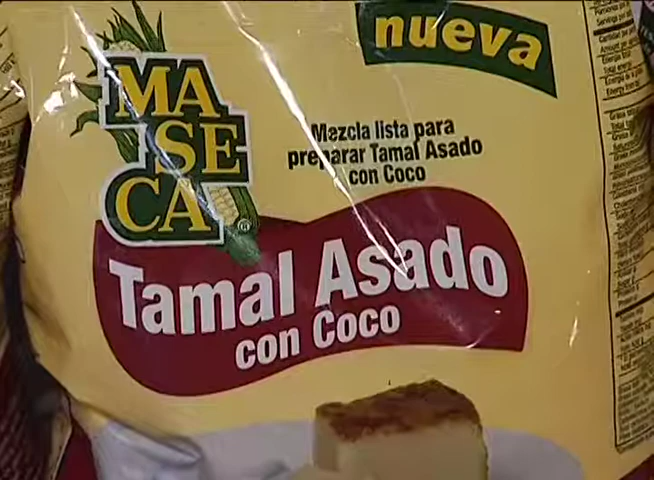 nueva
MA
SE
CA
®
Mezcla lista para
preparar Tamal Asado
con Coco
Tamal Asado
con Coco